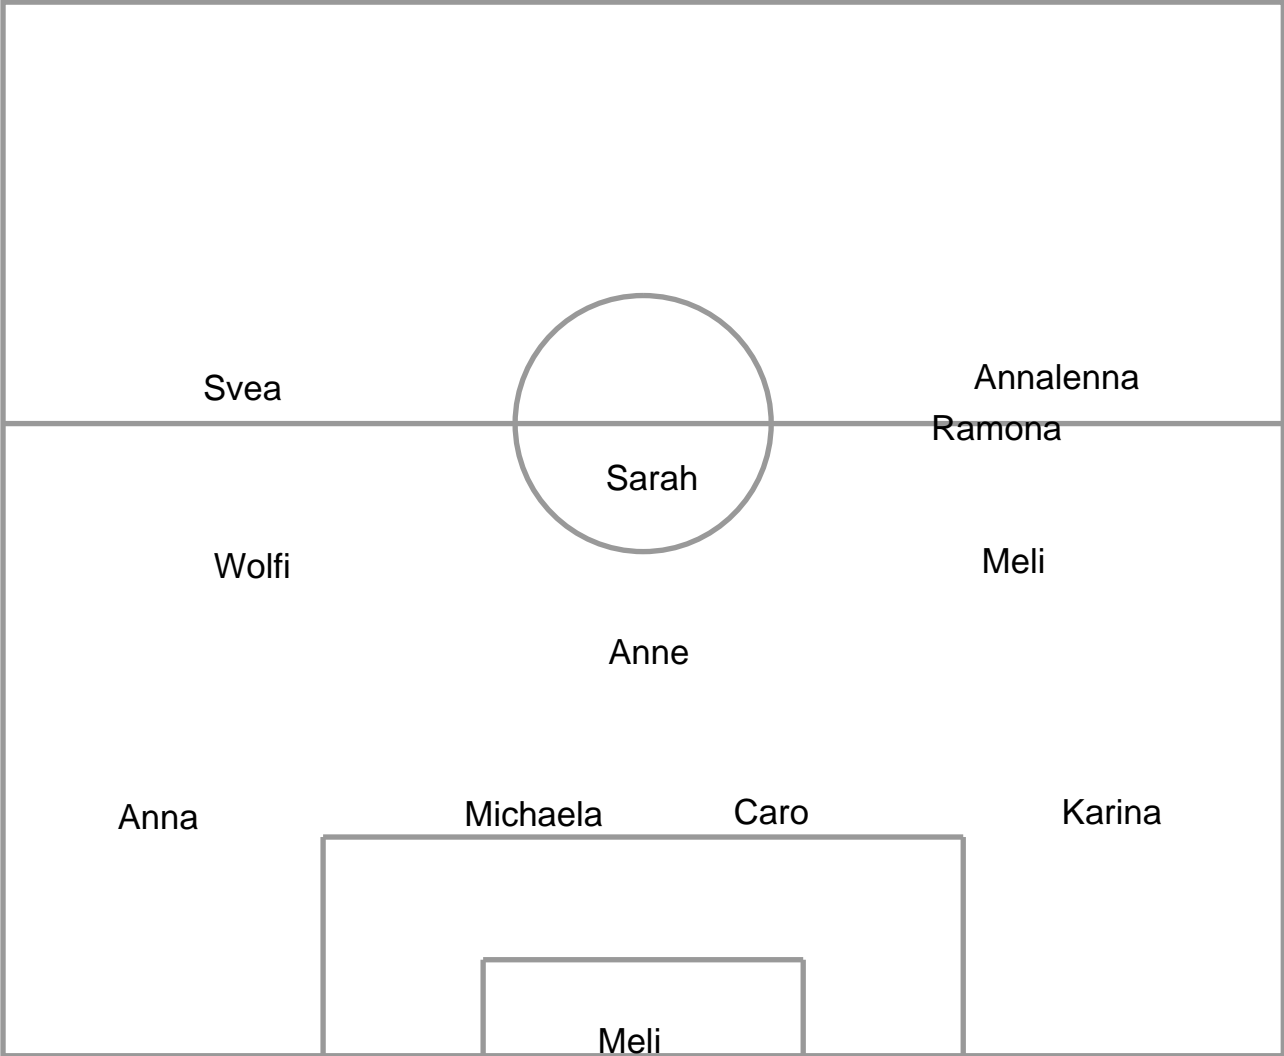 Annalenna
Svea
Ramona
Sarah
Meli
Wolfi
Anne
Anna
Michaela
Caro
Karina
Meli